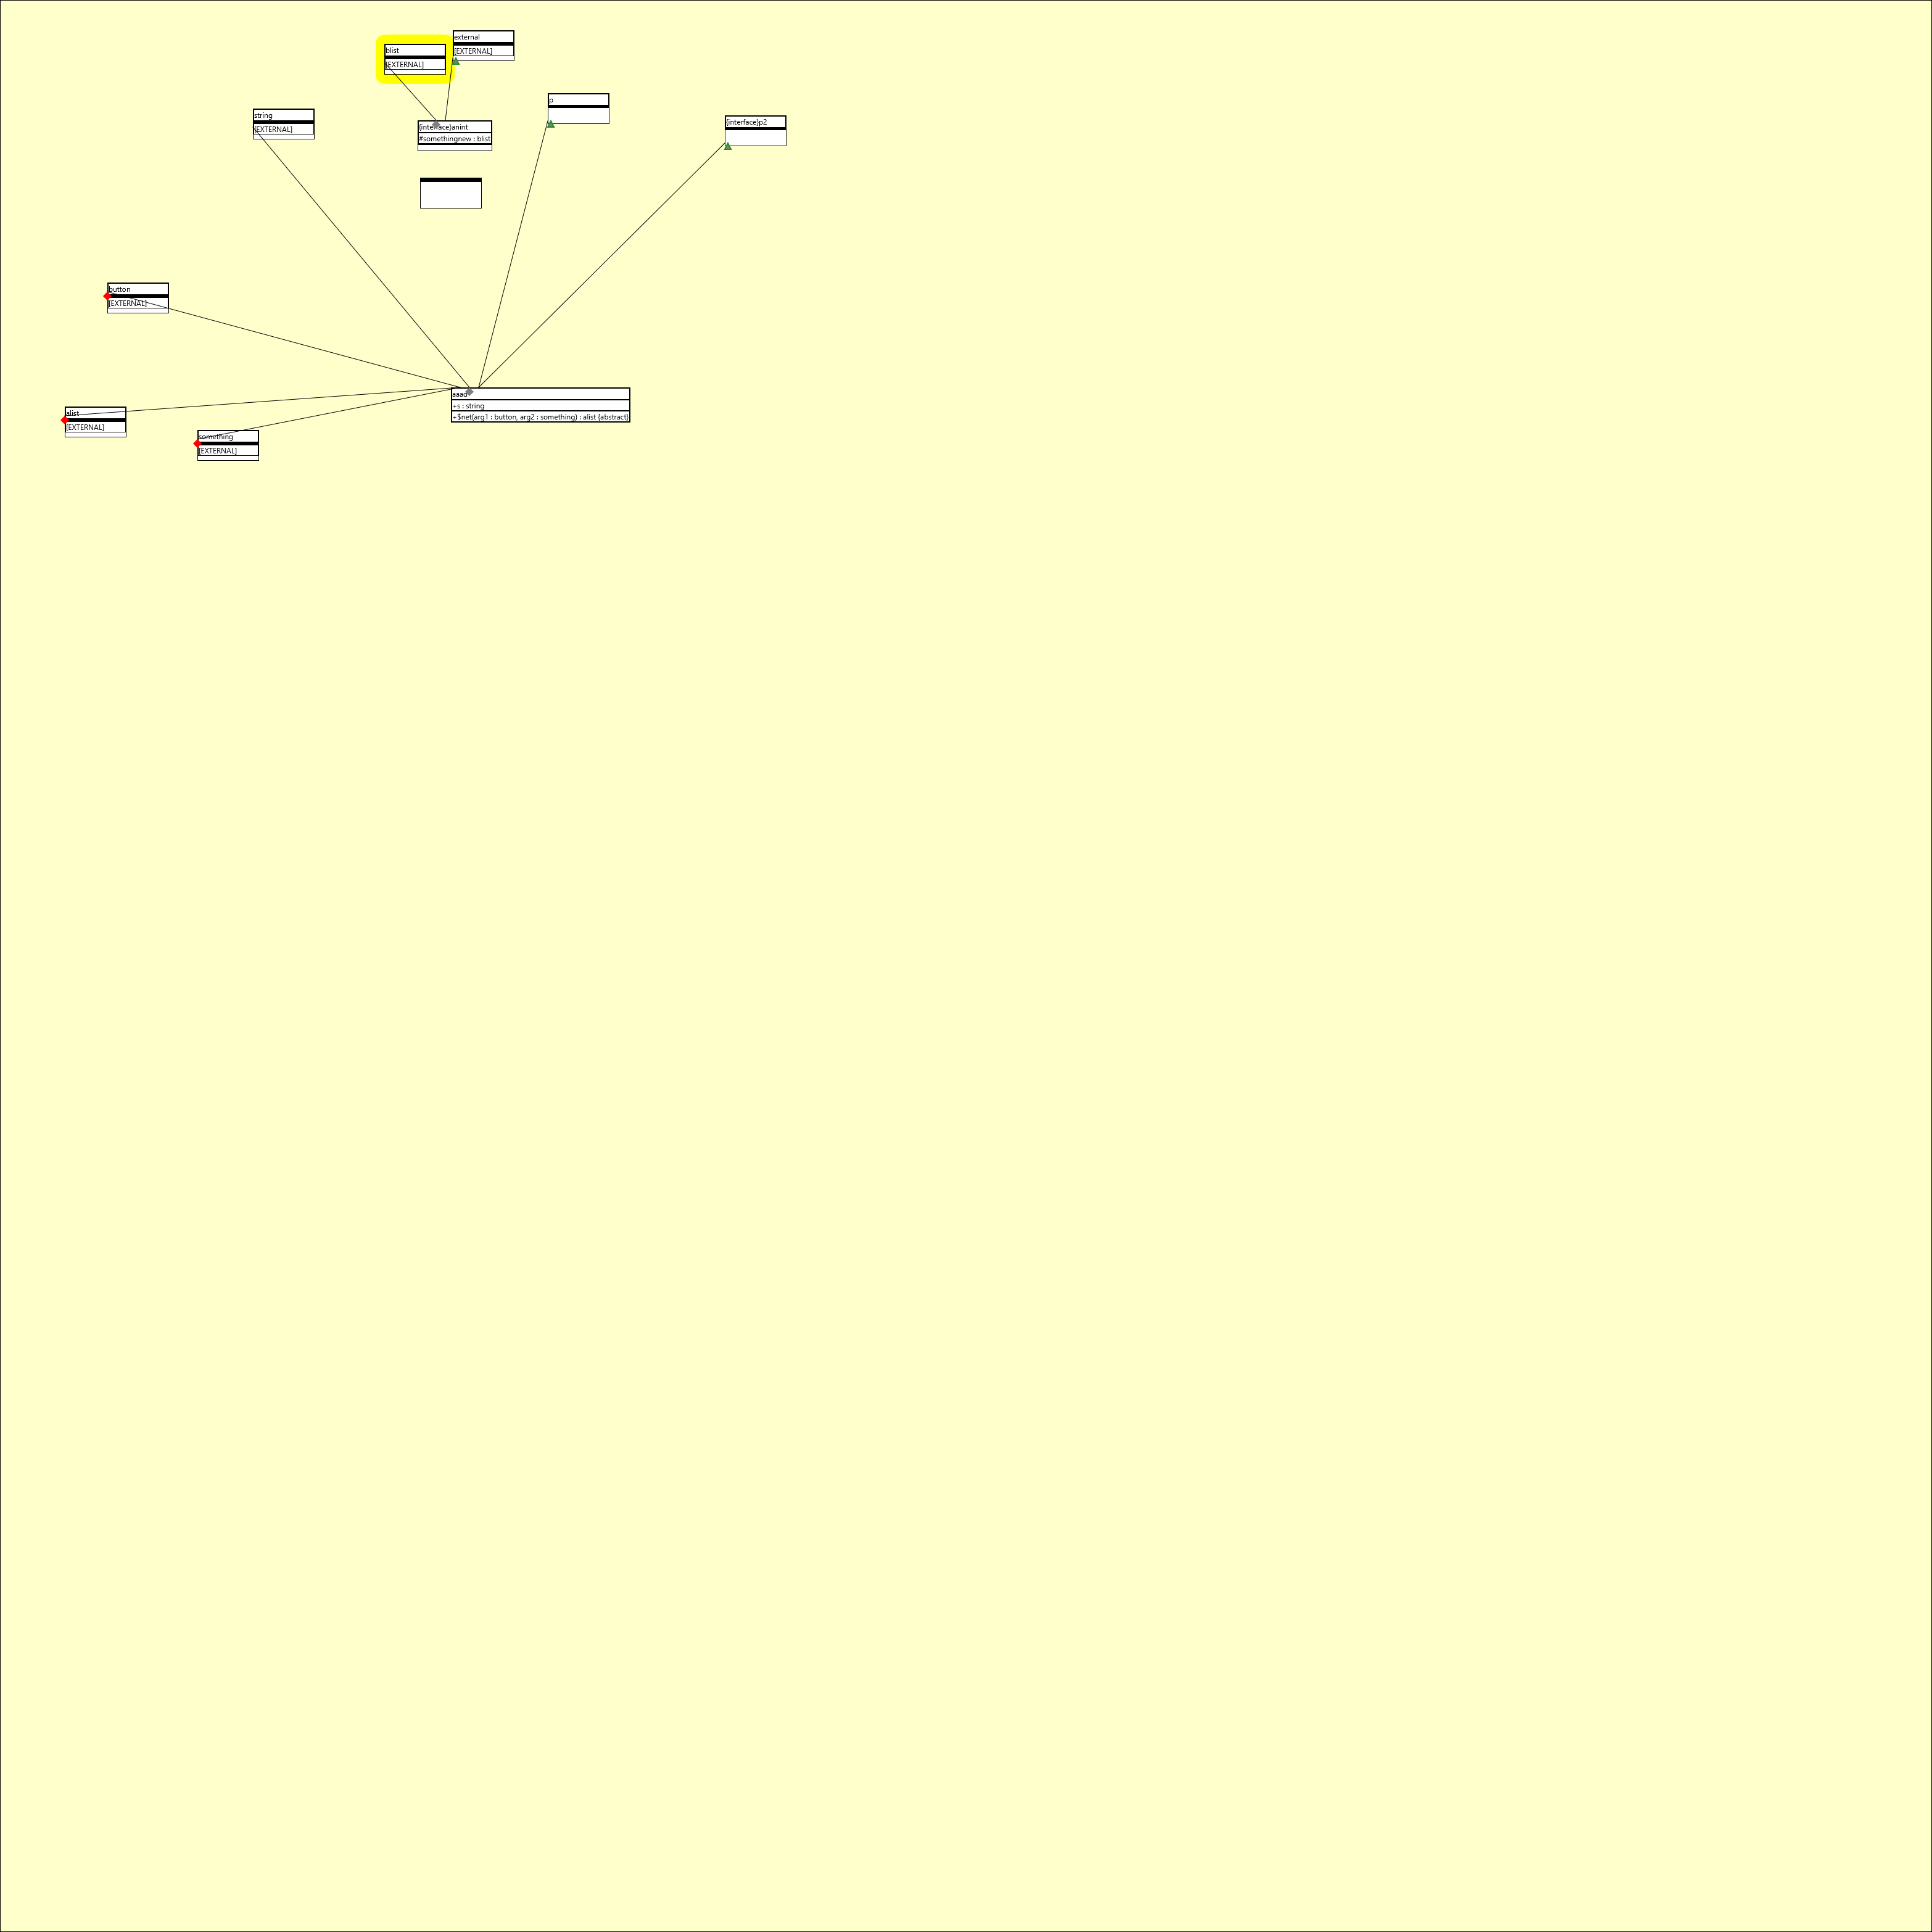 external
[EXTERNAL]
blist
[EXTERNAL]
p
string
[EXTERNAL]
{interface}p2
{interface}anint
#somethingnew : blist
button
[EXTERNAL]
aaad
+s : string
+$net(arg1 : button, arg2 : something) : alist {abstract}
alist
[EXTERNAL]
something
[EXTERNAL]